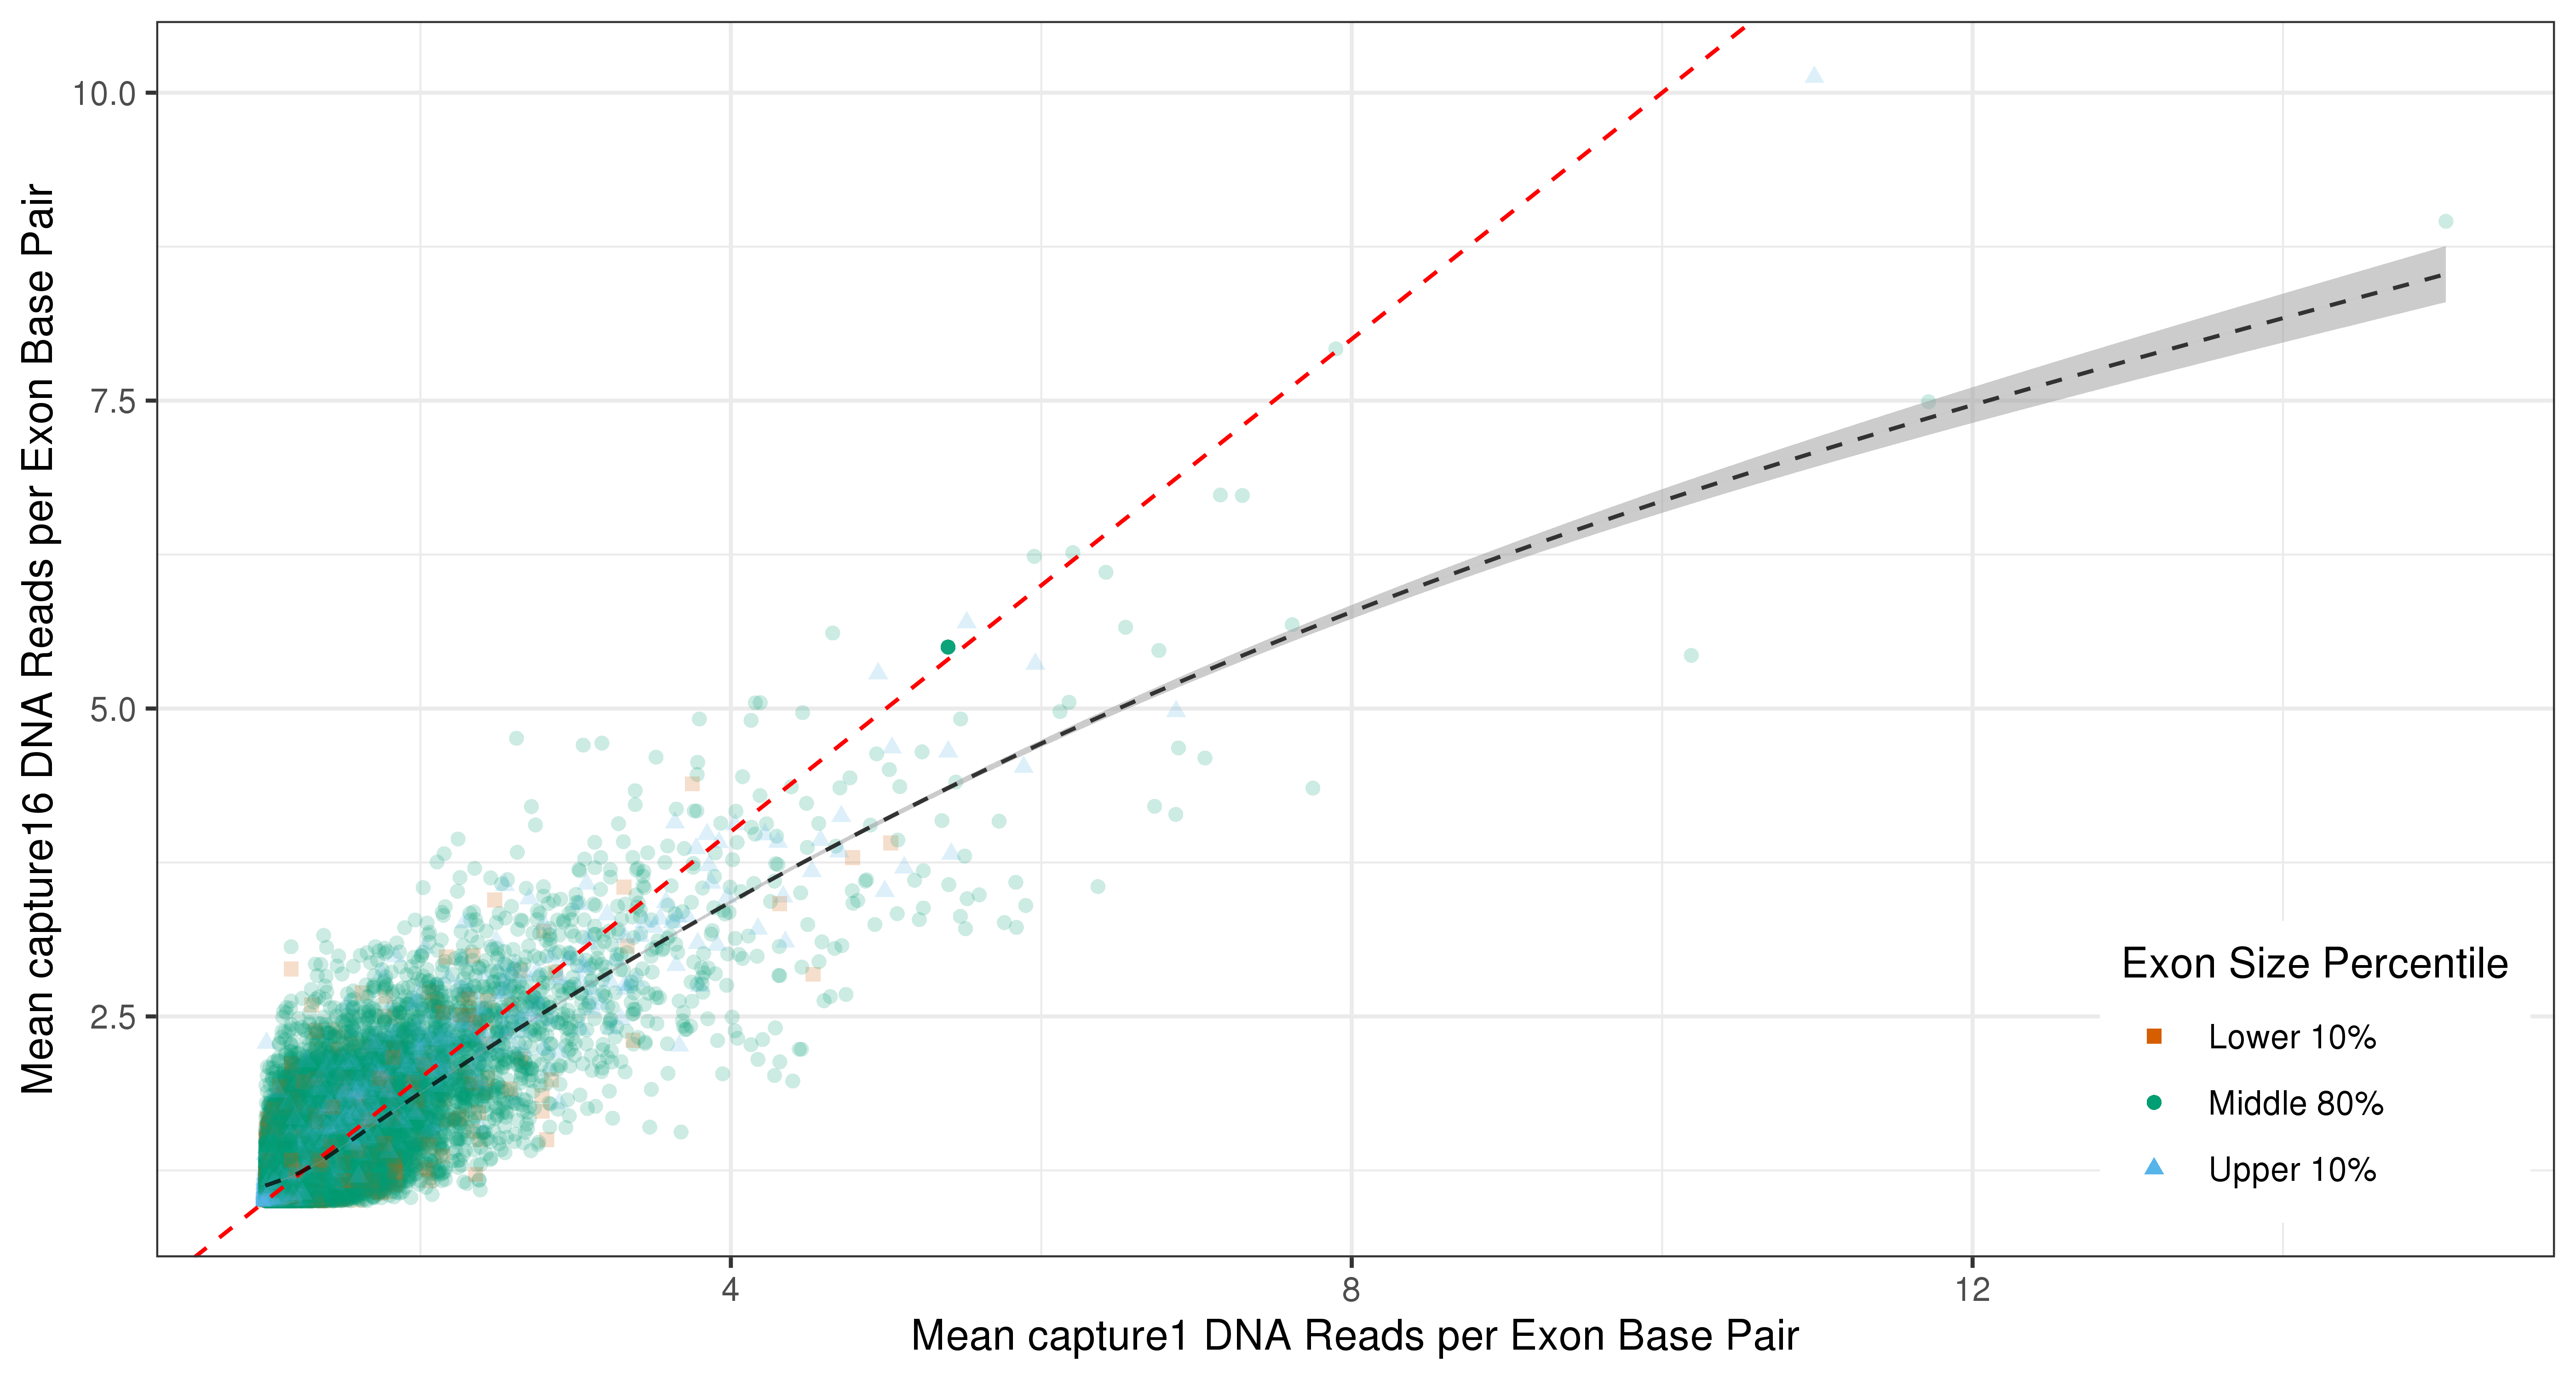 Mean capture16 DNA Reads per Exon Base Pair
10.0
7.5
5.0
2.5
4
8
12
Mean capture1 DNA Reads per Exon Base Pair
Exon Size Percentile
Lower 10%
Middle 80%
Upper 10%